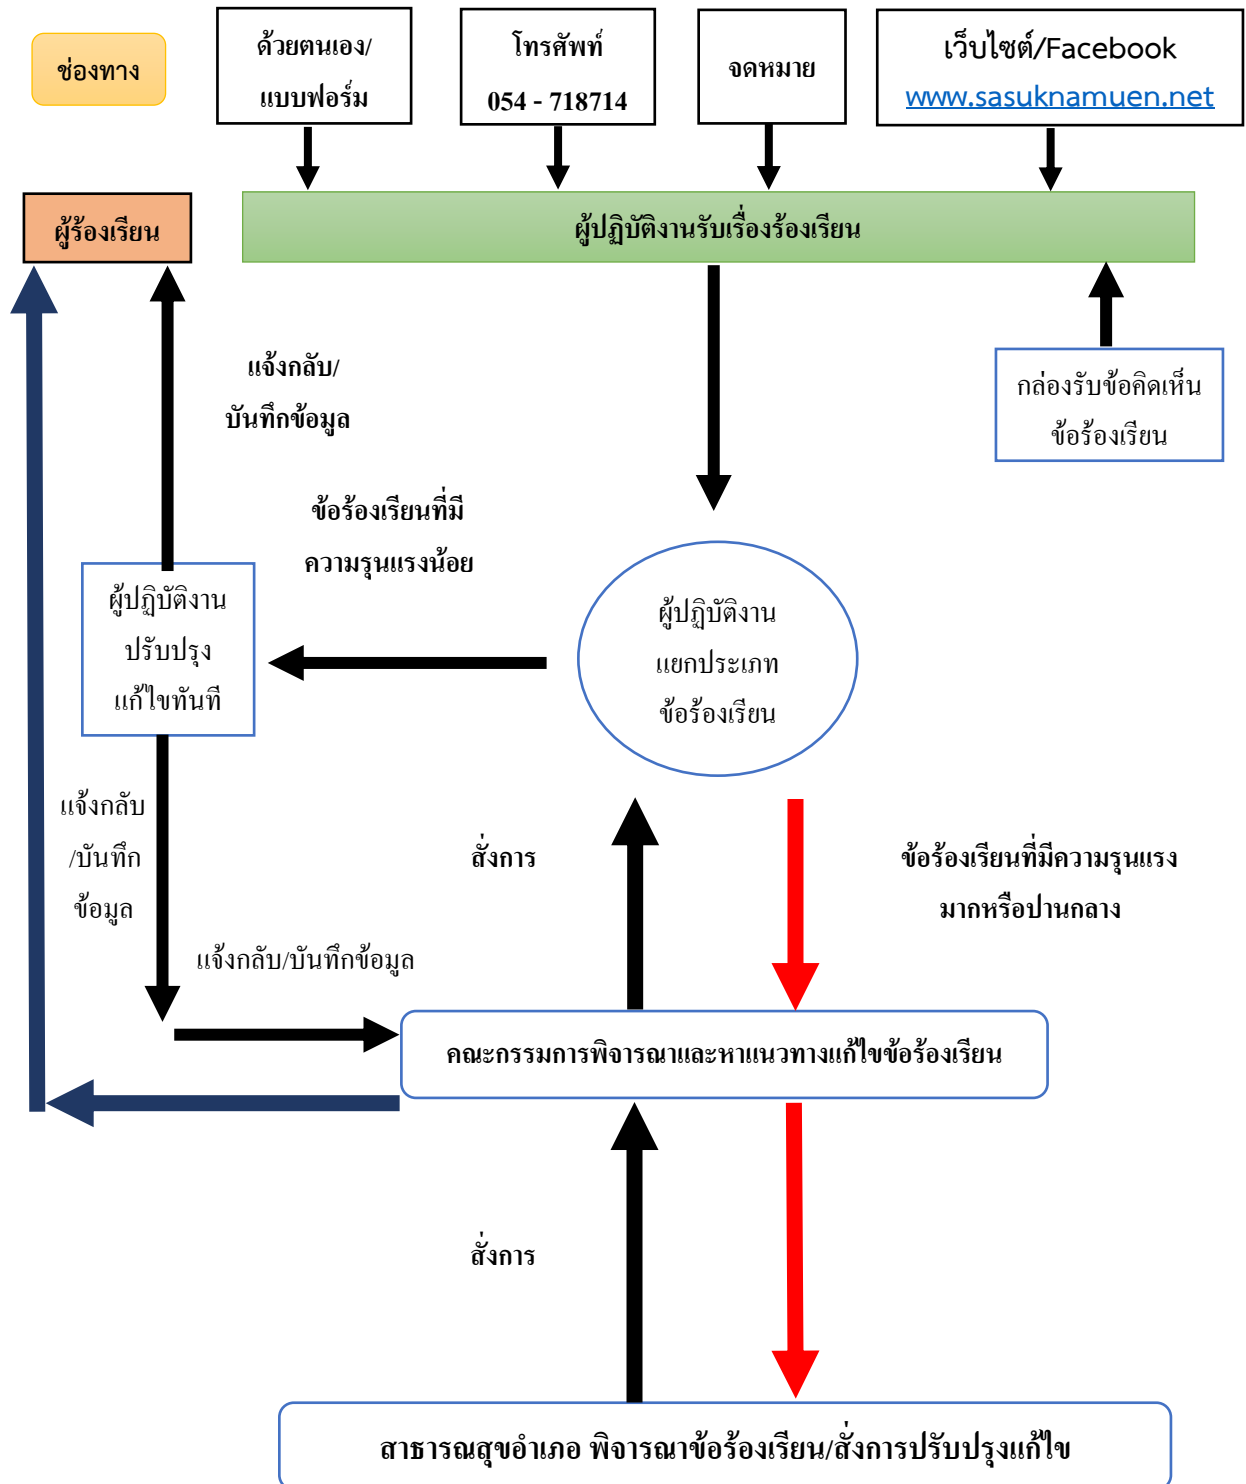 ช่องทาง
ด้วยตนเอง/
แบบฟอร์ม
โทรศัพท์
054 - 718714
จดหมาย
เว็บไซต์/Facebook
www.sasuknamuen.net
ผู้ร้องเรียน
ผู้ปฏิบัติงานรับเรื่องร้องเรียน
แจ้งกลับ/
บันทึกข้อมูล
กล่องรับข้อคิดเห็น
ข้อร้องเรียน
ข้อร้องเรียนที่มี
ความรุนแรงน้อย
ผู้ปฏิบัติงาน
ปรับปรุง
แก้ไขทันที
ผู้ปฏิบัติงาน
แยกประเภท
ข้อร้องเรียน
แจ้งกลับ
/บันทึก
ข้อมูล
สั่งการ
ข้อร้องเรียนที่มีความรุนแรง
มากหรือปานกลาง
แจ้งกลับ/บันทึกข้อมูล
คณะกรรมการพิจารณาและหาแนวทางแก้ไขข้อร้องเรียน
สั่งการ
สาธารณสุขอำเภอ พิจารณาข้อร้องเรียน/สั่งการปรับปรุงแก้ไข